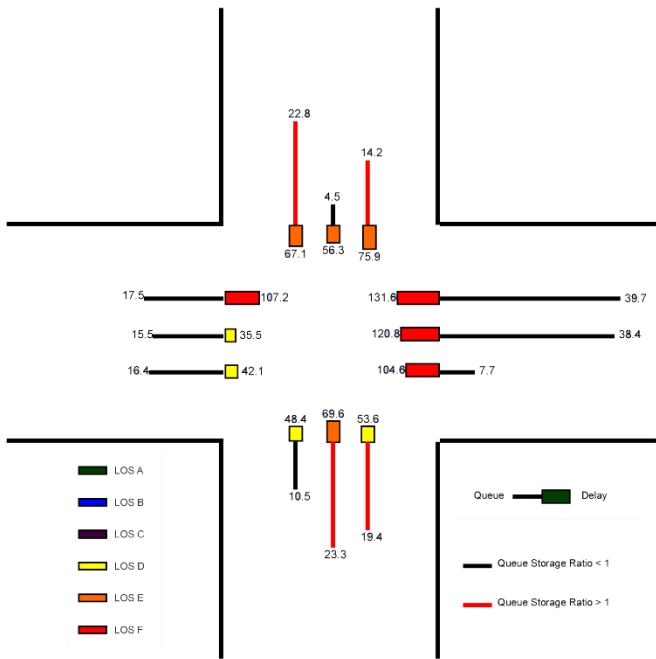 22.8
14.2
4.5
67.1
56.3
75.9
17.5
107.2
131.6
39.7
15.5
35.5
120.8
38.4
16.4
42.1
104.6
7.7
48.4
69.6
53.6
10.5
19.4
23.3
LOS A
LOS B
LOS C
LOS D
LOS E
LOS F
Queue
Delay
Queue Storage Ratio < 1
Queue Storage Ratio > 1